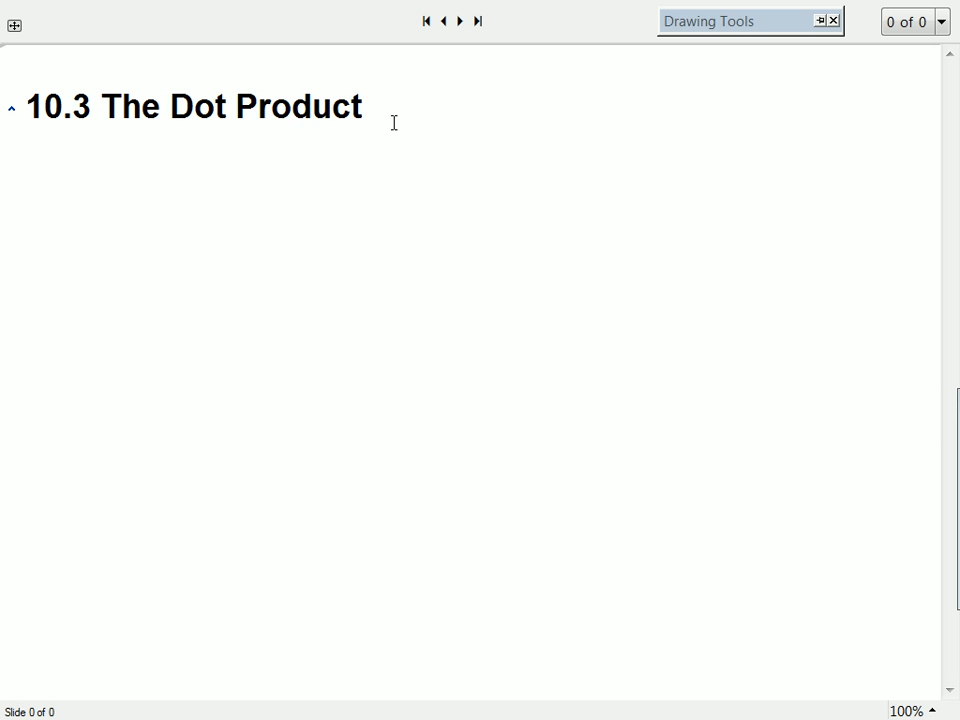 Drawing Tools
0 of 0
10.3 The Dot Product
Slide 0 of 0
100%